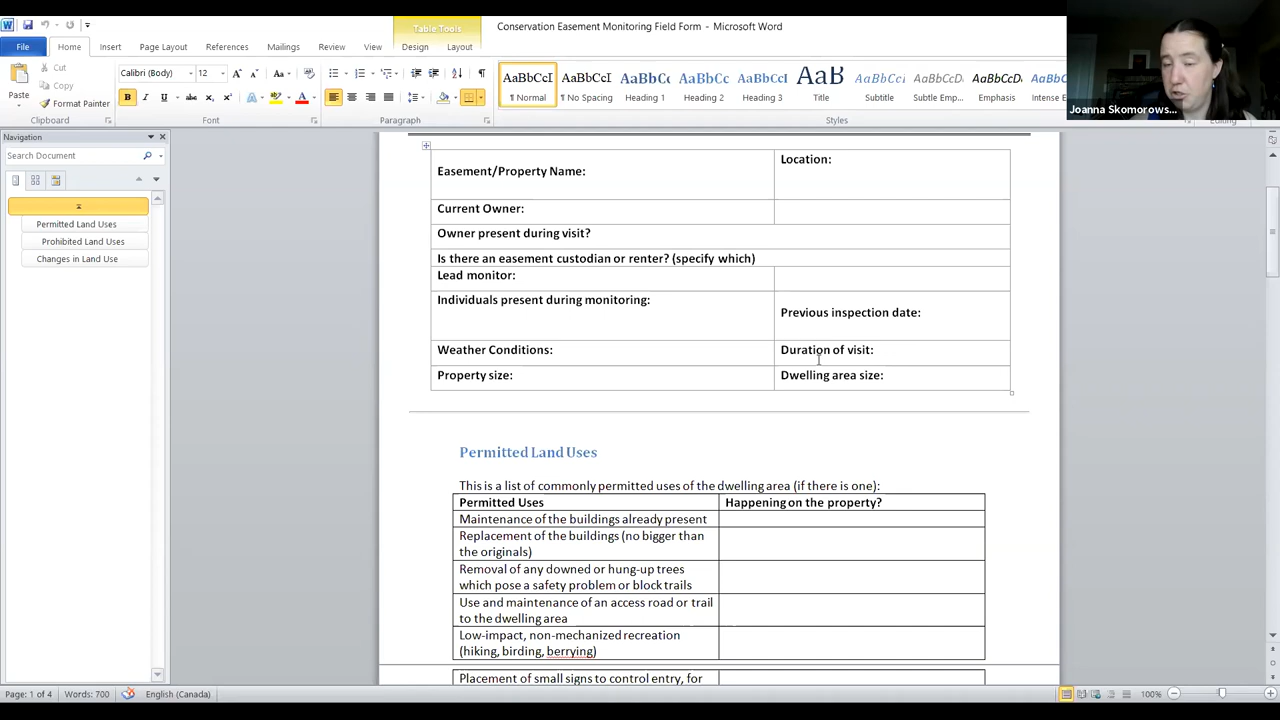 Table Tools
Conservation Easement Monitoring Field Form - Microsoft Word
File Home Insert Page Layout References Mailings Review View Design Layout
Paste
Cut
Copy
Format Painter
Calibri (Body) 12
AaBbCcI AaBbCcI AaBbCc AaBbCc AaBbCcI AaB AaBbCcI AaBbCcI AaBbCcI AaBbCcI
¶ Normal ¶ No Spacing Heading 1 Heading 2 Heading 3 Title Subtitle Subtle Emp... Emphasis Intense E
Clipboard Font Paragraph Styles Editing
Joanna Skomorows...
Navigation
Search Document
Permitted Land Uses
Prohibited Land Uses
Changes in Land Use
Easement/Property Name:
Location:
Current Owner:
Owner present during visit?
Is there an easement custodian or renter? (specify which)
Lead monitor:
Individuals present during monitoring:
Previous inspection date:
Weather Conditions:
Duration of visit:
Property size:
Dwelling area size:
Permitted Land Uses
This is a list of commonly permitted uses of the dwelling area (if there is one):
Permitted Uses
Happening on the property?
Maintenance of the buildings already present
Replacement of the buildings (no bigger than
the originals)
Removal of any downed or hung-up trees
which pose a safety problem or block trails
Use and maintenance of an access road or trail
to the dwelling area
Low-impact, non-mechanized recreation
(hiking, birding, berrying)
Placement of small signs to control entry, for
Page: 1 of 4 Words: 700 English (Canada) 100%